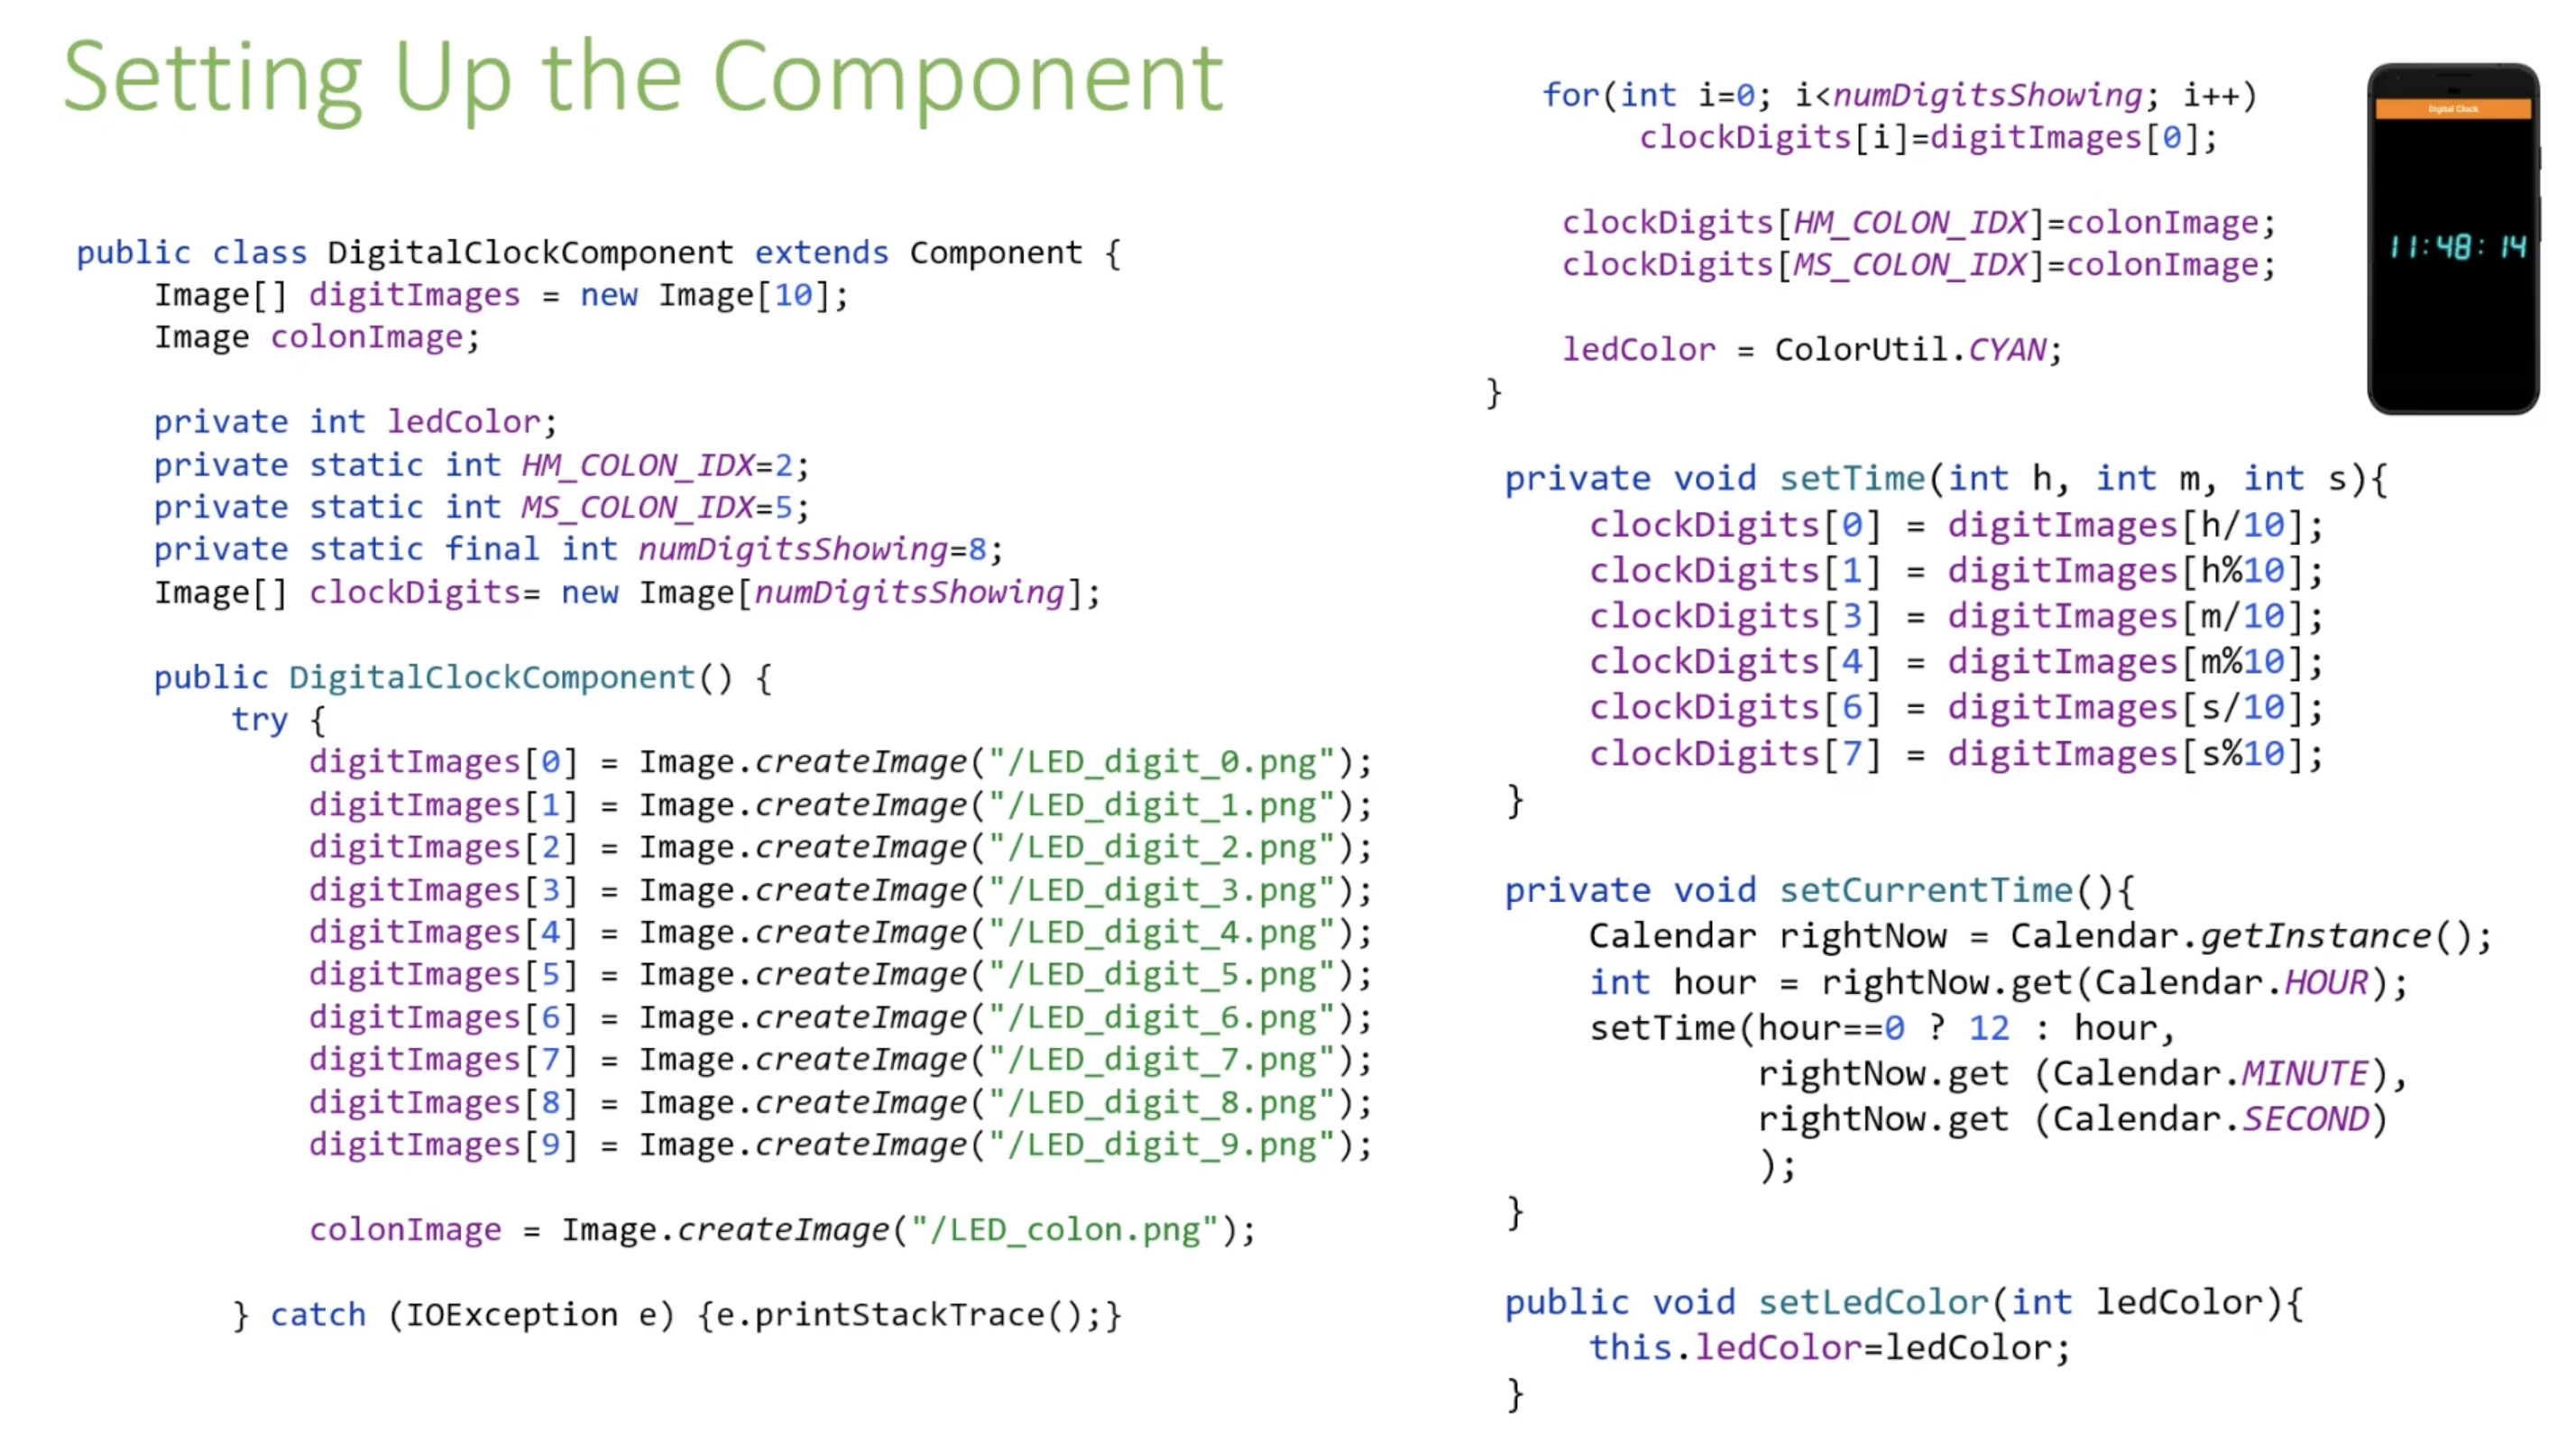 Setting Up the Component
public class DigitalClockComponent extends Component {
Image[] digitImages = new Image[10];
Image colonImage;
private int ledColor;
private static int HM_COLON_IDX=2;
private static int MS_COLON_IDX=5;
private static final int numDigitsShowing=8;
Image[] clockDigits= new Image[numDigitsShowing];
public DigitalClockComponent() {
try {
digitImages[0] = Image.createImage("/LED_digit_0.png");
digitImages[1] = Image.createImage("/LED_digit_1.png");
digitImages[2] = Image.createImage("/LED_digit_2.png");
digitImages[3] = Image.createImage("/LED_digit_3.png");
digitImages[4] = Image.createImage("/LED_digit_4.png");
digitImages[5] = Image.createImage("/LED_digit_5.png");
digitImages[6] = Image.createImage("/LED_digit_6.png");
digitImages[7] = Image.createImage("/LED_digit_7.png");
digitImages[8] = Image.createImage("/LED_digit_8.png");
digitImages[9] = Image.createImage("/LED_digit_9.png");
colonImage = Image.createImage("/LED_colon.png");
} catch (IOException e) {e.printStackTrace();}
for(int i=0; i<numDigitsShowing; i++)
clockDigits[i]=digitImages[0];
clockDigits[HM_COLON_IDX]=colonImage;
clockDigits[MS_COLON_IDX]=colonImage;
ledColor = ColorUtil.CYAN;
}
private void setTime(int h, int m, int s){
clockDigits[0] = digitImages[h/10];
clockDigits[1] = digitImages[h%10];
clockDigits[3] = digitImages[m/10];
clockDigits[4] = digitImages[m%10];
clockDigits[6] = digitImages[s/10];
clockDigits[7] = digitImages[s%10];
}
private void setCurrentTime(){
Calendar rightNow = Calendar.getInstance();
int hour = rightNow.get(Calendar.HOUR);
setTime(hour==0 ? 12 : hour,
rightNow.get (Calendar.MINUTE),
rightNow.get (Calendar.SECOND)
);
}
public void setLedColor(int ledColor){
this.ledColor=ledColor;
}
Digital Clock
11:48:14